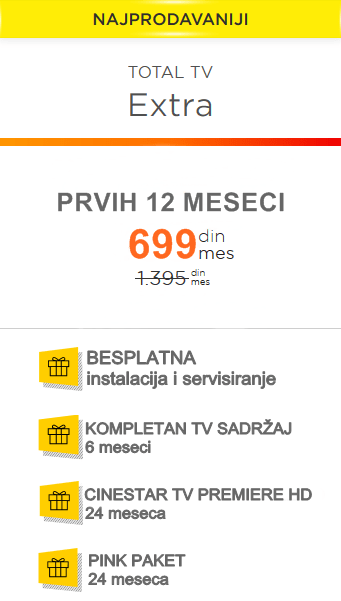 NAJPRODAVANIJI
TOTAL TV
Extra
PRVIH 12 MESECI
699 din
mes
1.395 din
mes
BESPLATNA
instalacija i servisiranje
KOMPLETAN TV SADRŽAJ
6 meseci
CINESTAR TV PREMIERE HD
24 meseca
PINK PAKET
24 meseca